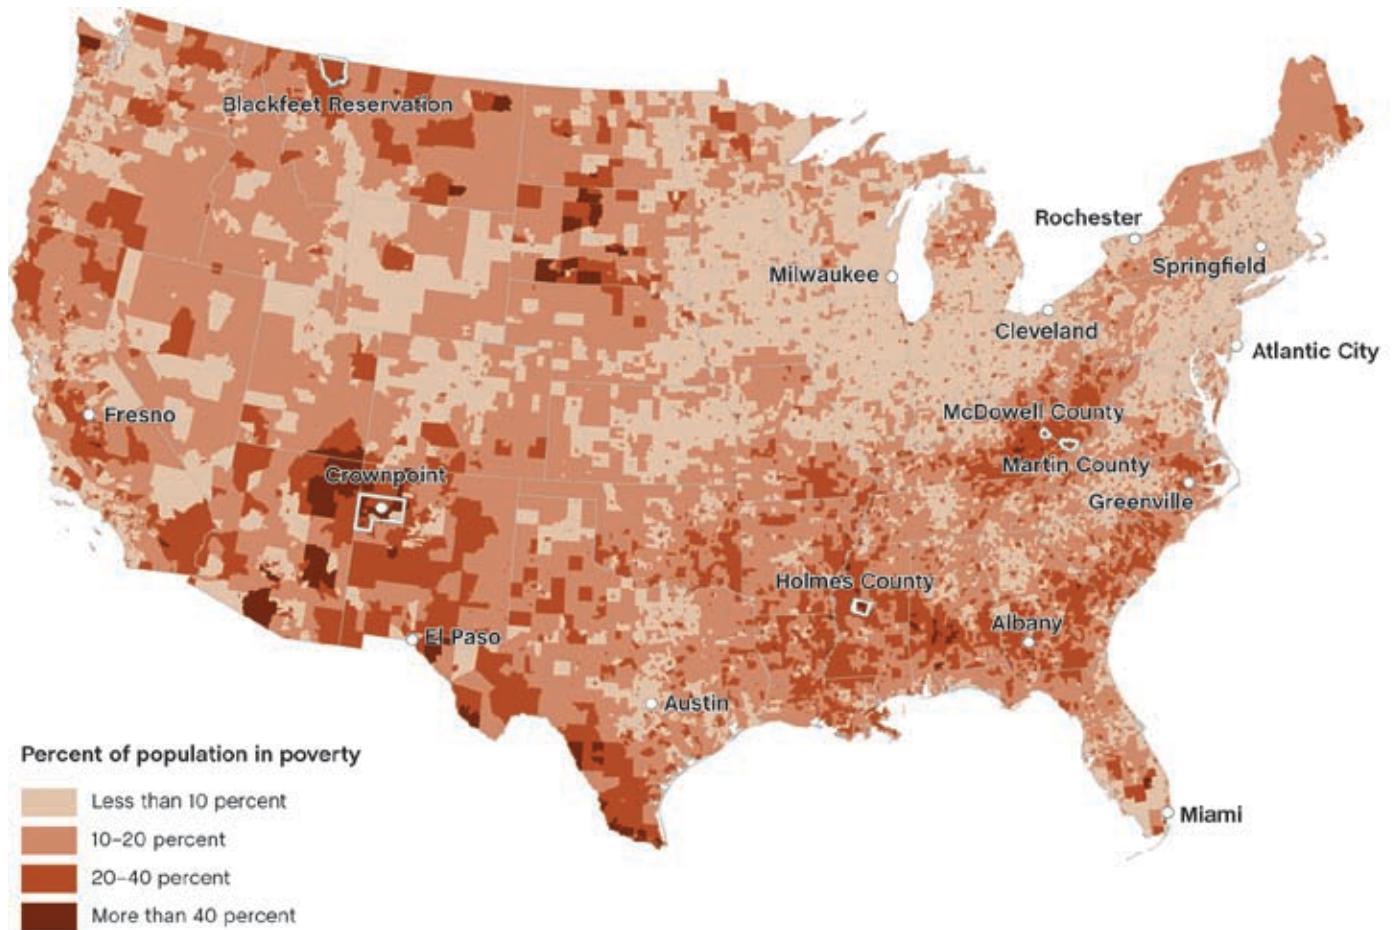 Blackfeet Reservation
Rochester
Springfield
Milwaukee
Cleveland
Atlantic City
Fresno
McDowell County
Martin County
Crownpoint
Greenville
Holmes County
Albany
El Paso
Austin
Miami
Percent of population in poverty
Less than 10 percent
10–20 percent
20–40 percent
More than 40 percent